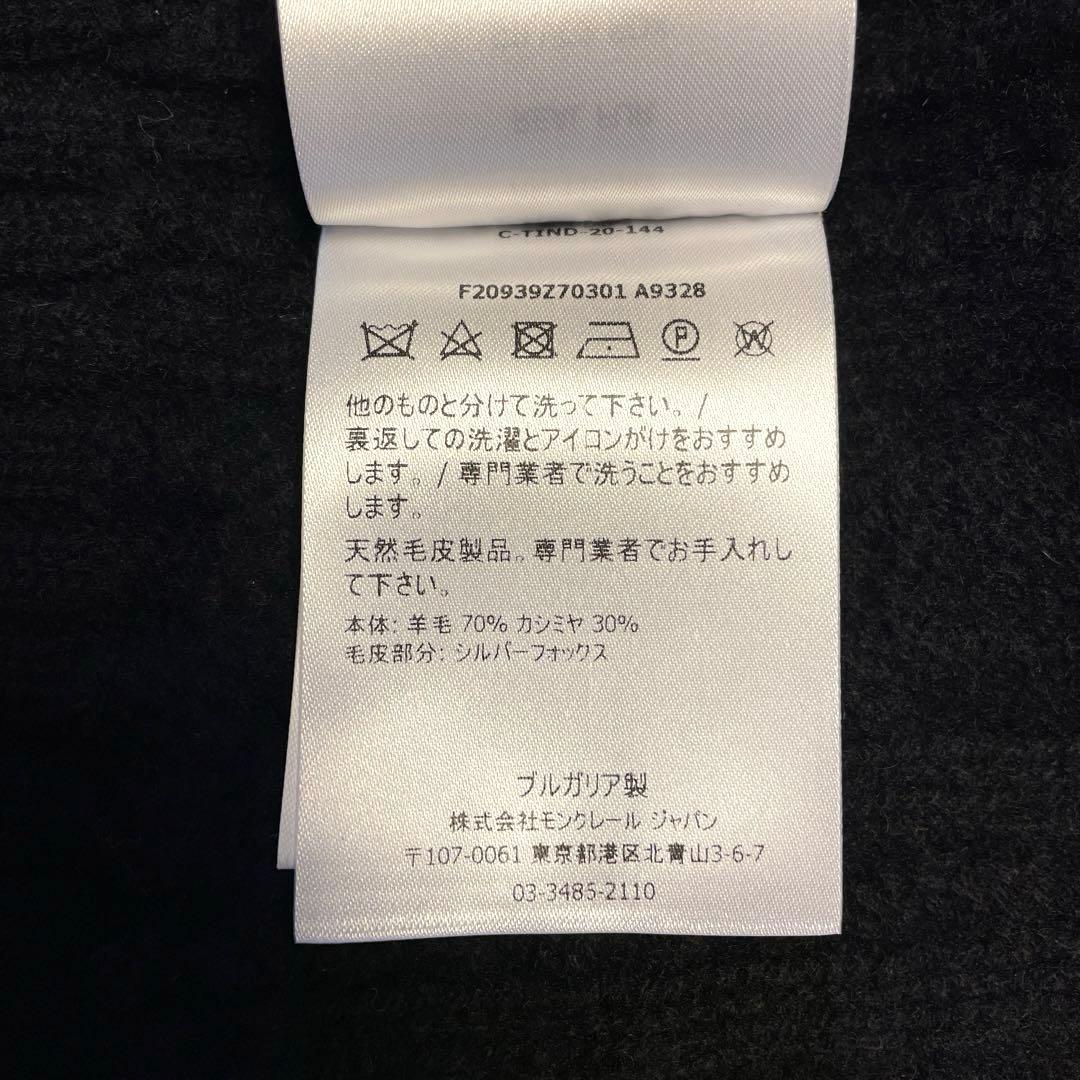 C-TIND-20-144
F20939Z70301 A9328
P
W
他のものと分けて洗って下さい。/
裏返しての洗濯とアイコンがけをおすすめ
します。/ 専門業者で洗うことをおすすめ
します。
天然毛皮製品。専門業者でお手入れし
て下さい。
本体: 羊毛 70% カシミヤ 30%
毛皮部分: シルバーフォックス
ブルガリア製
株式会社モンクレール ジャパン
〒107-0061 東京都港区北青山3-6-7
03-3485-2110